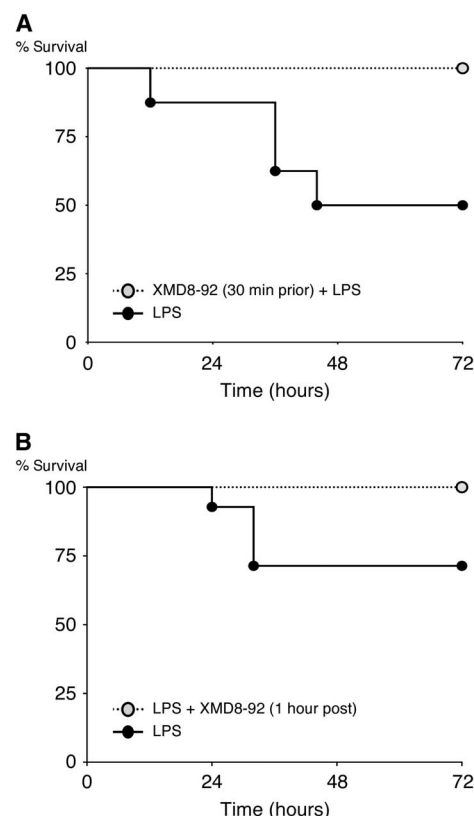 A
% Survival
100
75
50
25
XMD8-92 (30 min prior) + LPS
LPS
0
0 24 48 72
Time (hours)
B
% Survival
100
75
50
25
LPS + XMD8-92 (1 hour post)
LPS
0
0 24 48 72
Time (hours)